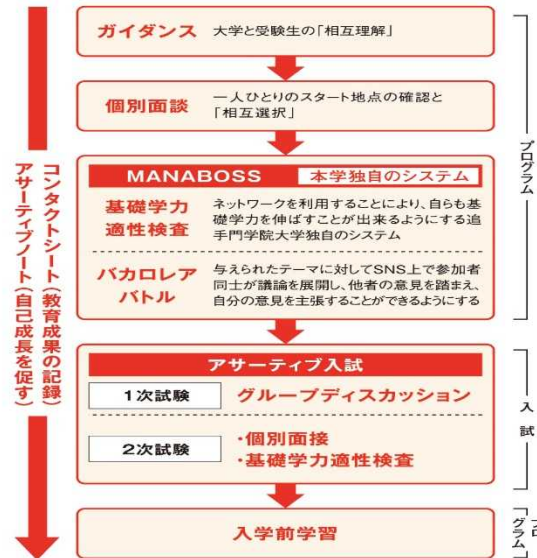 ガイダンス 大学と受験生の「相互理解」
個別面談 一人ひとりのスタート地点の確認と
「相互選択」
MANABOSS 本学独自のシステム
基礎学力
適性検査
ネットワークを利用することにより、自らも基
礎学力を伸ばすことが出来るようにする追
手門学院大学独自のシステム
バカロレア
バトル
与えられたテーマに対してSNS上で参加者
同士が議論を展開し、他者の意見を踏まえ、
自分の意見を主張することができるようにする
アサーティブ入試
1次試験 グループディスカッション
2次試験
・個別面接
・基礎学力適性検査
入学前学習
コンタクトシート(教育成果の記録)
アサーティブノート(自己成長を促す)
プログラム
入試
プロ
グラム